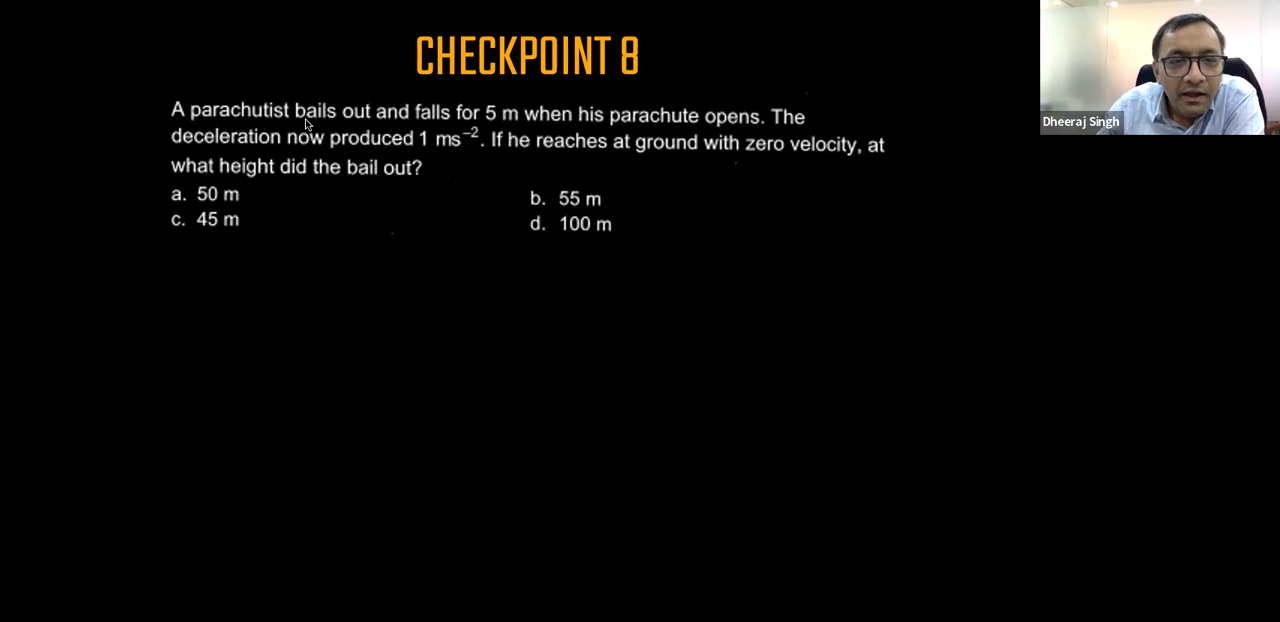 CHECKPOINT 8
A parachutist bails out and falls for 5 m when his parachute opens. The
deceleration now produced 1 ms⁻². If he reaches at ground with zero velocity, at
what height did the bail out?
a. 50 m b. 55 m
c. 45 m d. 100 m
Dheeraj Singh